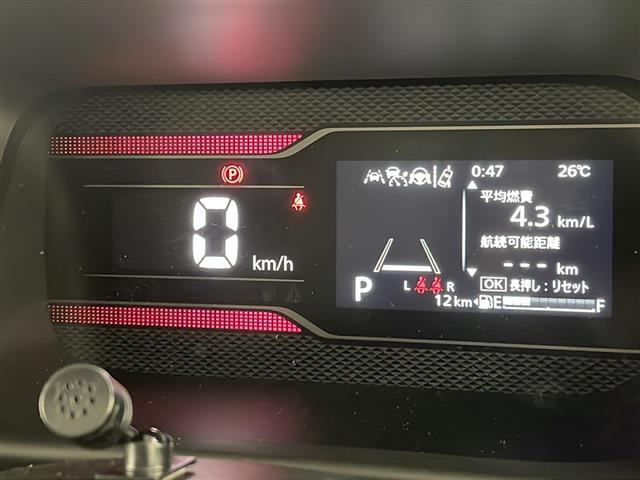 P
0
km/h
0:47 26℃
平均燃費
4.3 km/L
航続可能距離
--- km
OK 長押し：リセット
P
L R
12km E F